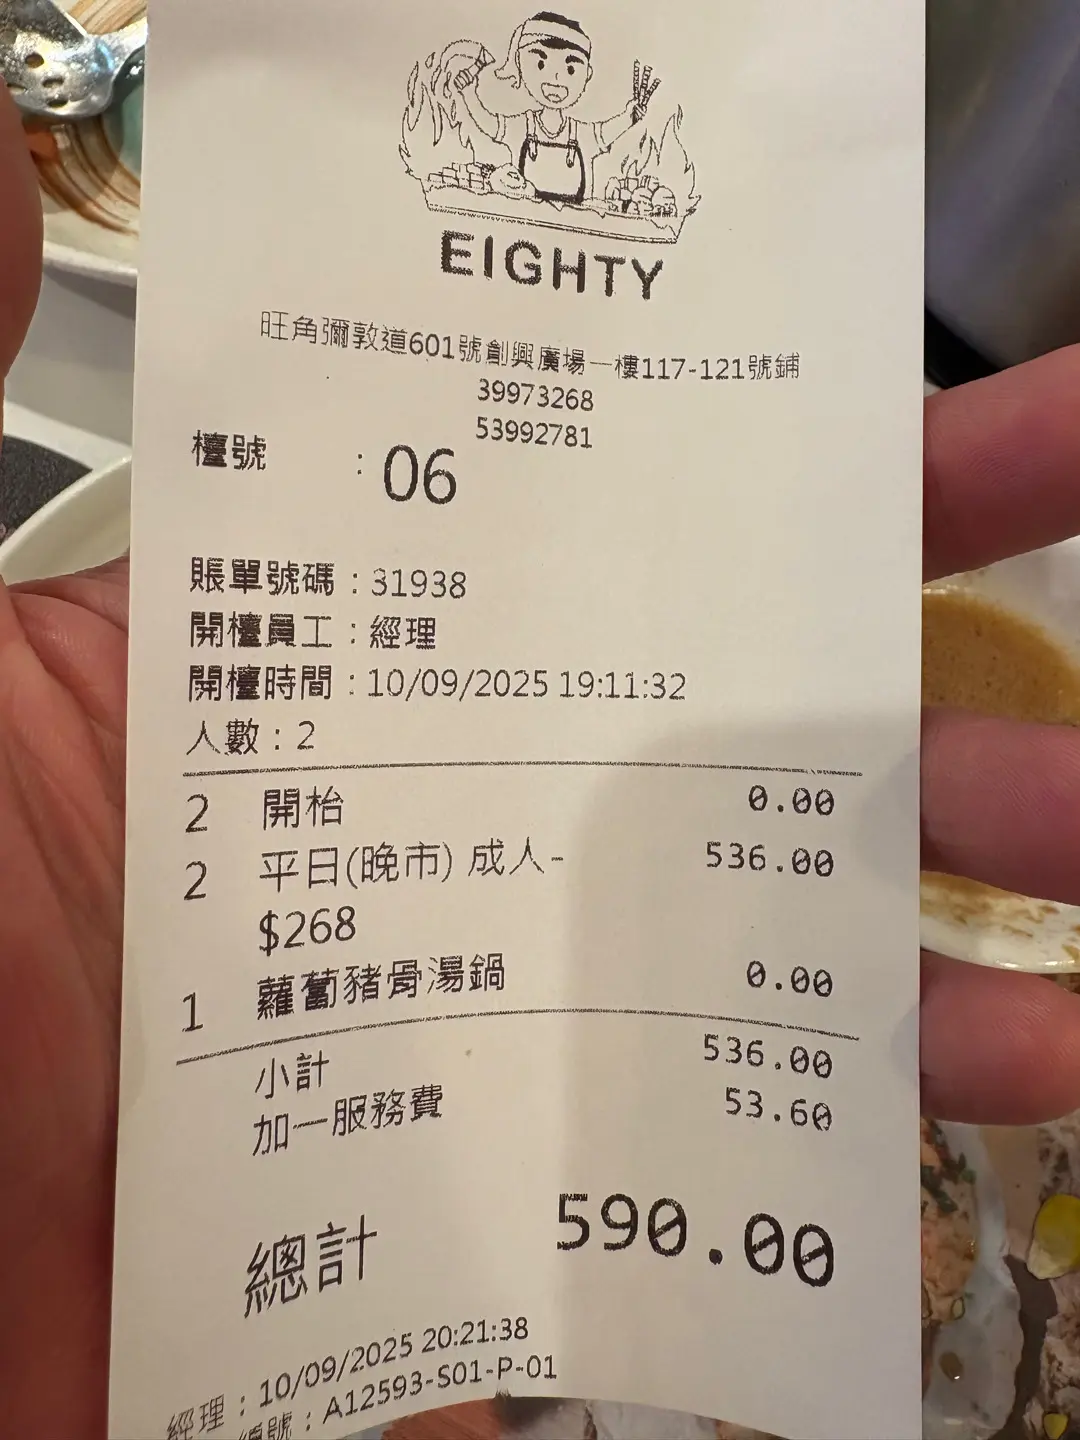 EIGHTY
旺角彌敦道601號創興廣場一樓117-121號鋪
39973268
53992781
檯號 : 06
賬單號碼 : 31938
開檯員工 : 經理
開檯時間 : 10/09/2025 19:11:32
人數 : 2
2 開枱 0.00
2 平日(晚市) 成人- 536.00
$268
1 蘿蔔豬骨湯鍋 0.00
小計 536.00
加一服務費 53.60
總計 590.00
經理 : 10/09/2025 20:21:38
編號 : A12593-S01-P-01